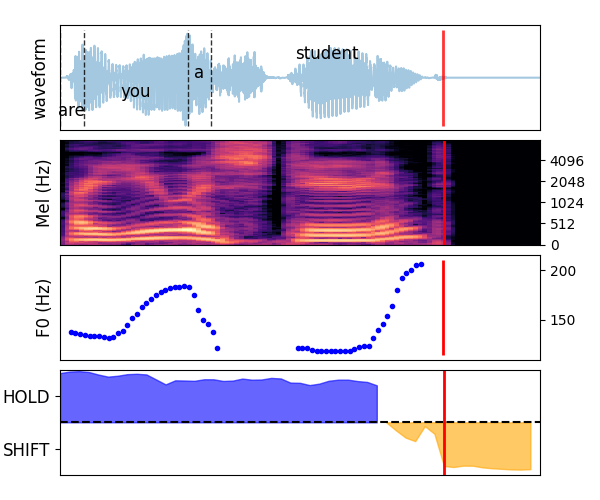 waveform
are
you
a
student
Mel (Hz)
4096
2048
1024
512
0
F0 (Hz)
200
150
HOLD
SHIFT